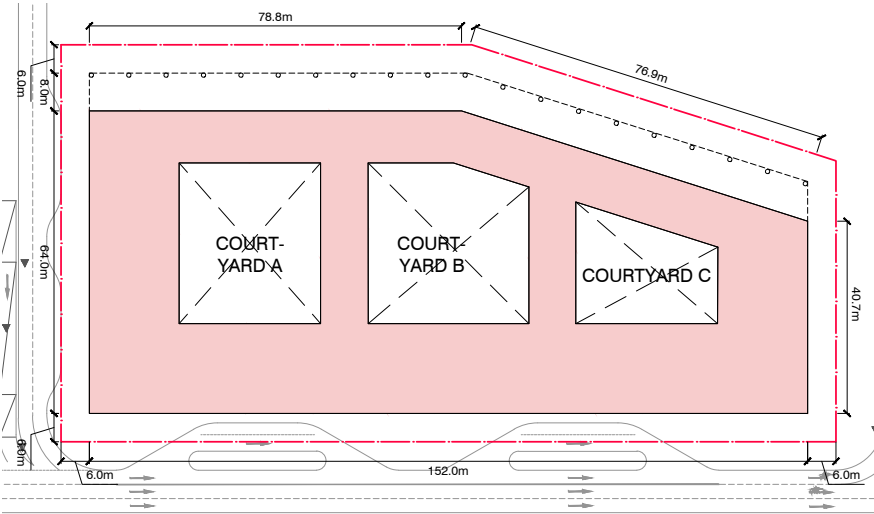 78.8m
76.9m
6.0m
8.0m
COURT-
YARD A
COURT-
YARD B
COURTYARD C
64.0m
40.7m
6.0m
6.0m
152.0m
6.0m